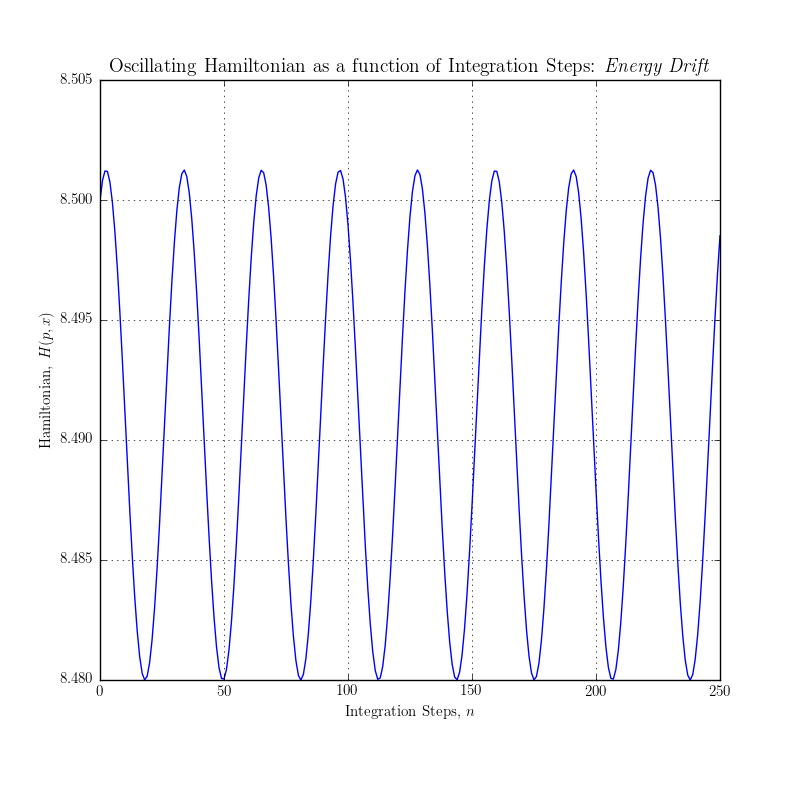 Oscillating Hamiltonian as a function of Integration Steps: Energy Drift
8.505
8.500
8.495
8.490
8.485
8.480
Hamiltonian, H(p, x)
0 50 100 150 200 250
Integration Steps, n